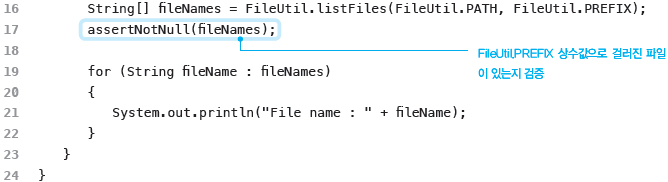 16 String[] fileNames = FileUtil.listFiles(FileUtil.PATH, FileUtil.PREFIX);
17 assertNotNull(fileNames);
18
FileUtil.PREFIX 상수값으로 걸러진 파일
이 있는지 검증
19 for (String fileName : fileNames)
20 {
21 System.out.println("File name : " + fileName);
22 }
23 }
24 }